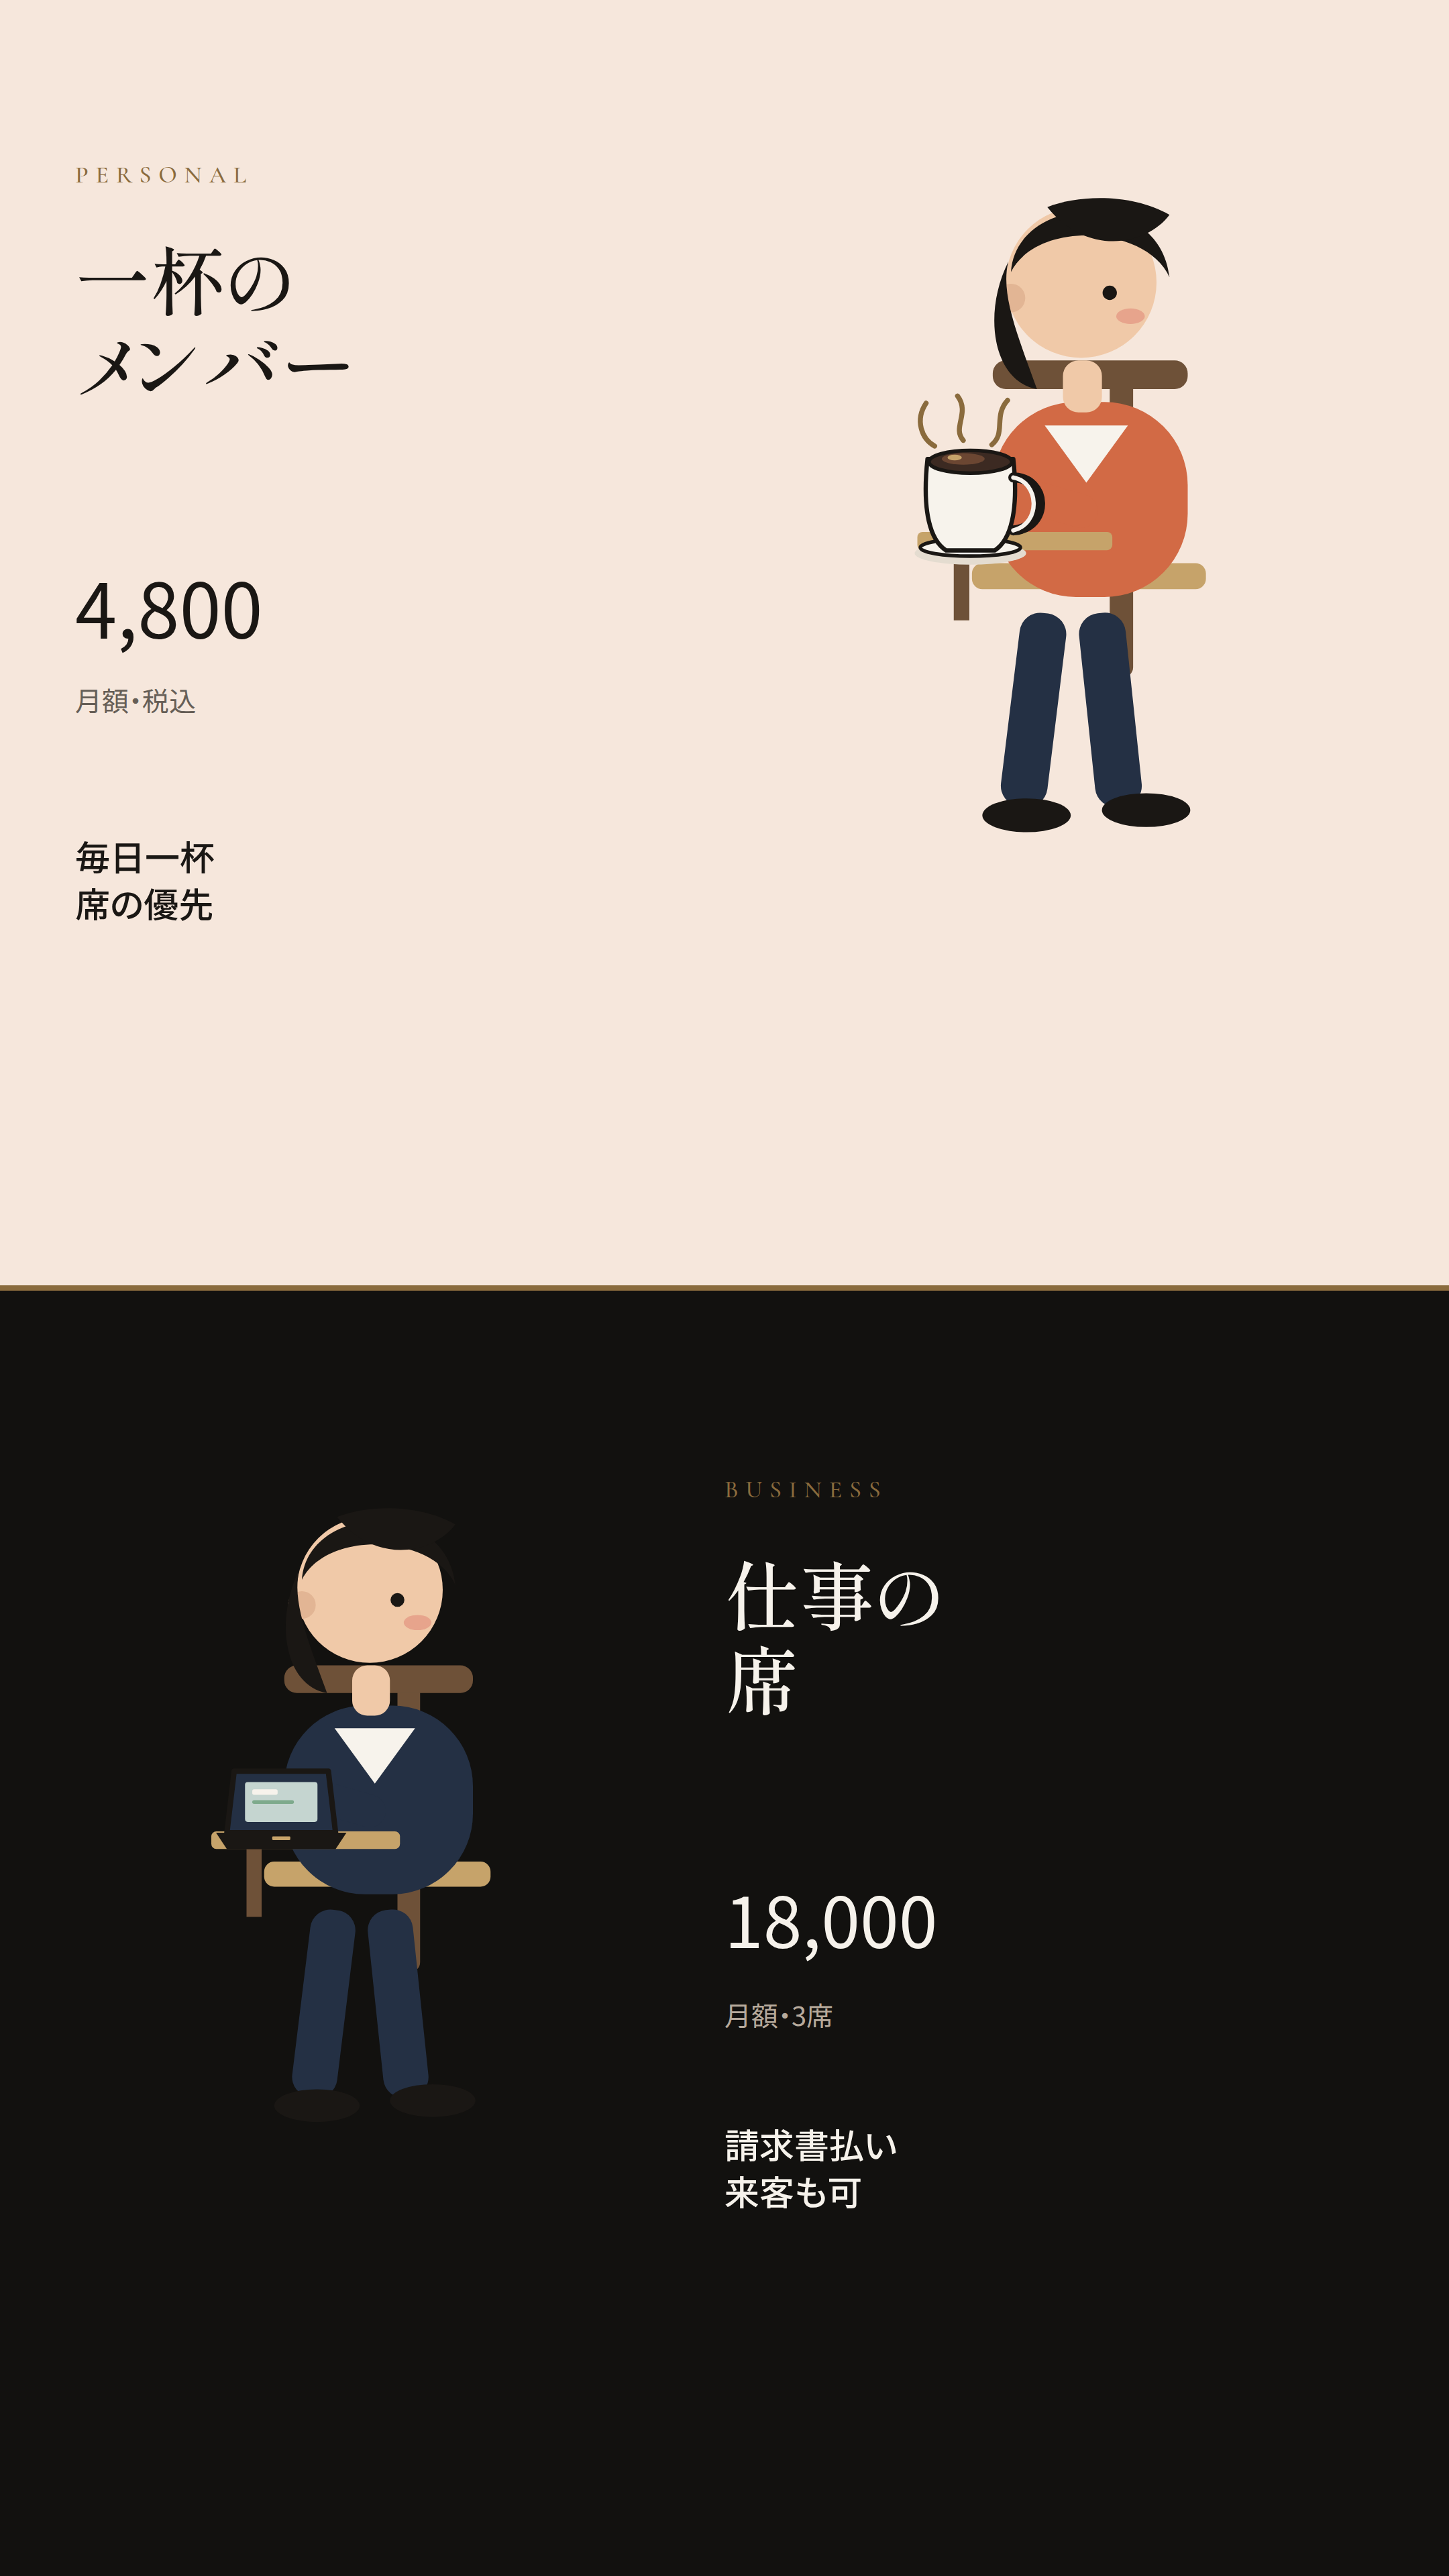 PERSONAL
一杯の
メンバー
4,800
月額・税込
毎日一杯
席の優先
BUSINESS
仕事の
席
18,000
月額・3席
請求書払い
来客も可